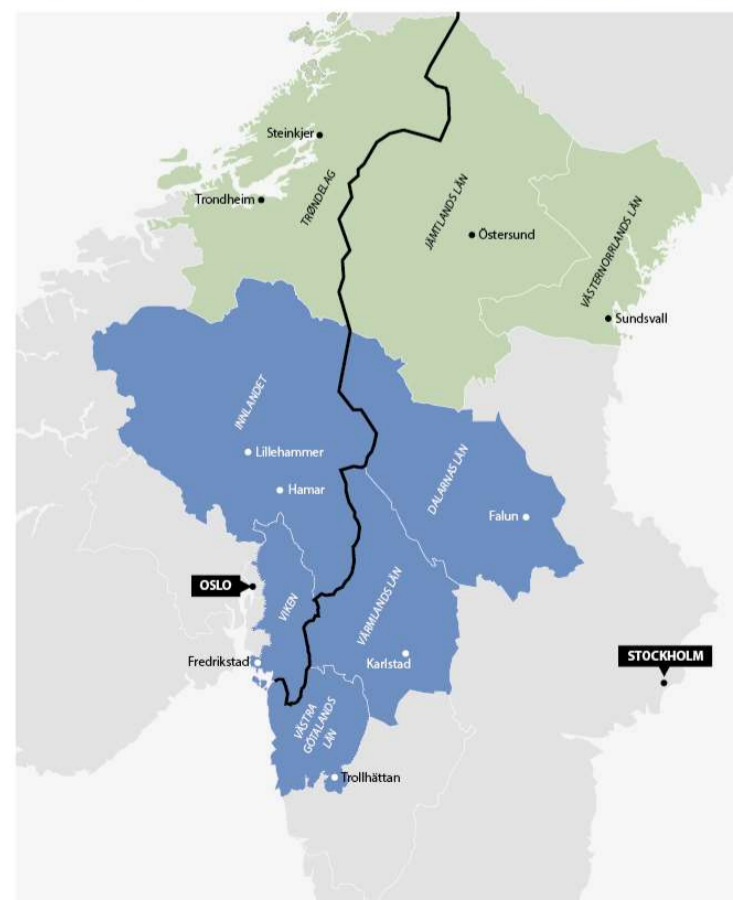 Steinkjer
Trondheim
TRØNDELAG
JÄMTLANDS LÄN
Östersund
VÄSTERNORRLANDS LÄN
Sundsvall
INNLANDET
Lillehammer
Hamar
DALARNAS LÄN
Falun
OSLO
VIKEN
VÄRMLANDS LÄN
Fredrikstad
Karlstad
STOCKHOLM
VÄSTRA
GÖTALANDS
LÄN
Trollhättan